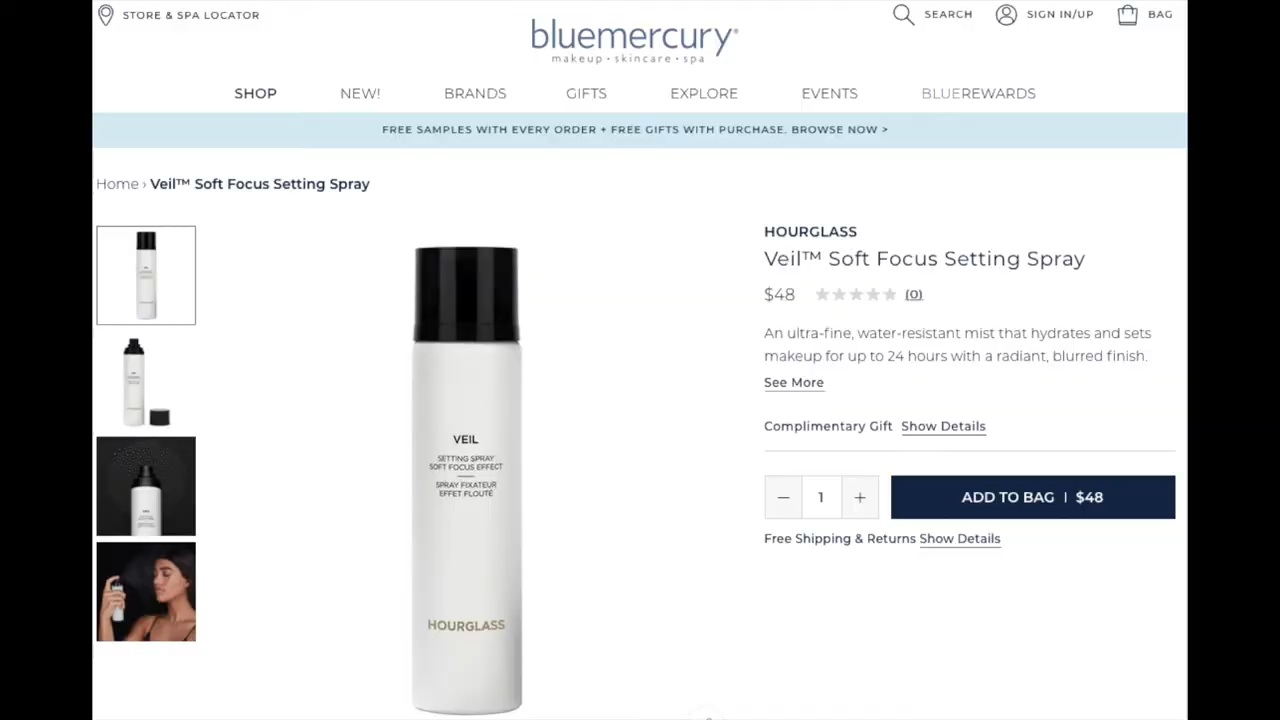 STORE & SPA LOCATOR
SEARCH
SIGN IN/UP
BAG
bluemercury®
makeup • skincare • spa
SHOP
NEW!
BRANDS
GIFTS
EXPLORE
EVENTS
BLUEREWARDS
FREE SAMPLES WITH EVERY ORDER + FREE GIFTS WITH PURCHASE. BROWSE NOW >
Home › Veil™ Soft Focus Setting Spray
VEIL
SETTING SPRAY
SOFT FOCUS EFFECT
SPRAY FIXATEUR
EFFET FLOUTÉ
HOURGLASS
HOURGLASS
Veil™ Soft Focus Setting Spray
$48 (0)
An ultra-fine, water-resistant mist that hydrates and sets
makeup for up to 24 hours with a radiant, blurred finish.
See More
Complimentary Gift Show Details
− 1 + ADD TO BAG | $48
Free Shipping & Returns Show Details